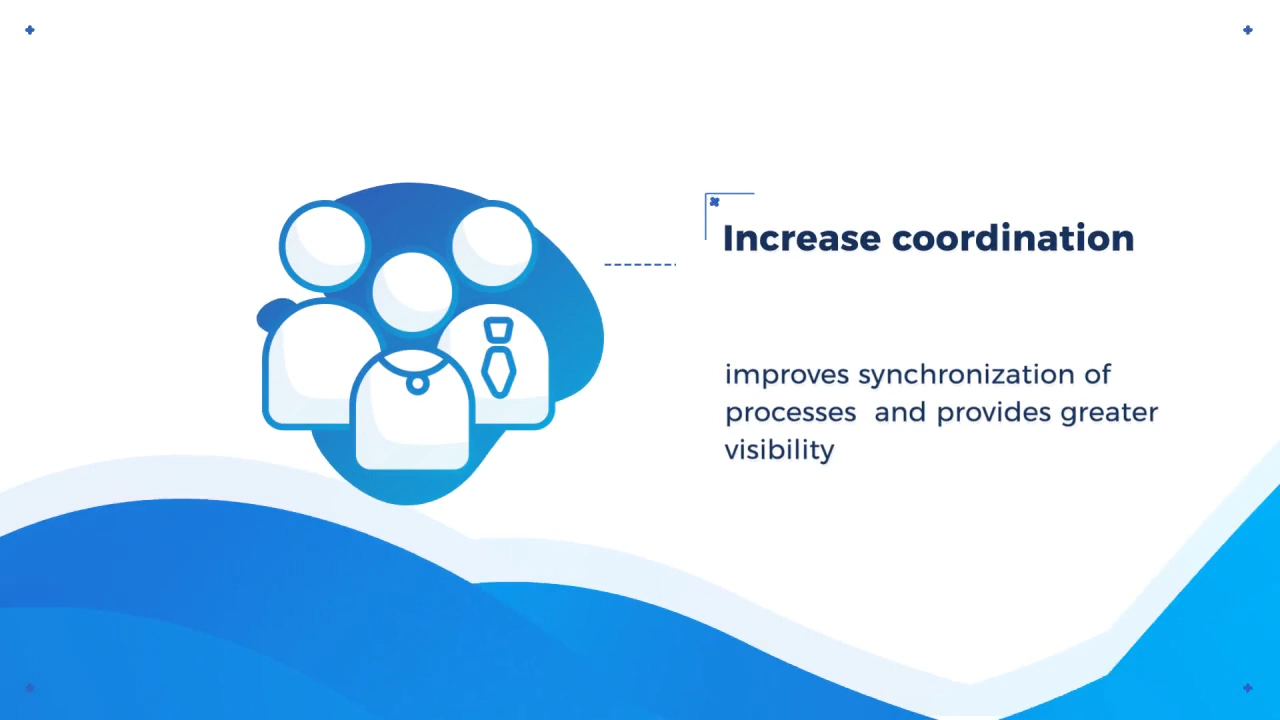 Increase coordination
improves synchronization of
processes  and provides greater
visibility